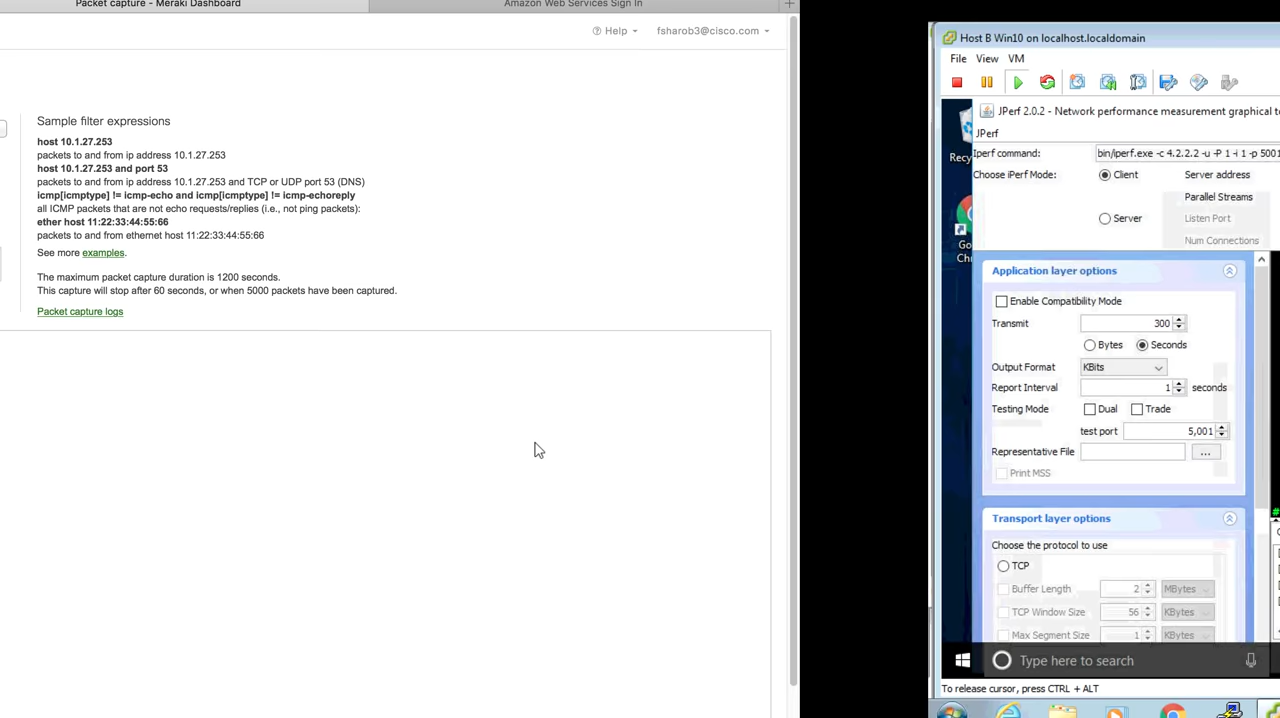 Packet capture - Meraki Dashboard
Amazon Web Services Sign In
Help
fsharob3@cisco.com
Sample filter expressions
host 10.1.27.253
packets to and from ip address 10.1.27.253
host 10.1.27.253 and port 53
packets to and from ip address 10.1.27.253 and TCP or UDP port 53 (DNS)
icmp[icmptype] != icmp-echo and icmp[icmptype] != icmp-echoreply
all ICMP packets that are not echo requests/replies (i.e., not ping packets):
ether host 11:22:33:44:55:66
packets to and from ethernet host 11:22:33:44:55:66
See more examples.
The maximum packet capture duration is 1200 seconds.
This capture will stop after 60 seconds, or when 5000 packets have been captured.
Packet capture logs
Host B Win10 on localhost.localdomain
File View VM
JPerf 2.0.2 - Network performance measurement graphical to
JPerf
Recyc
Go
Chr
Iperf command:
bin/iperf.exe -c 4.2.2.2 -u -P 1 -i 1 -p 5001
Choose iPerf Mode:
Client
Server address
Parallel Streams
Server
Listen Port
Num Connections
Application layer options
Enable Compatibility Mode
Transmit
300
Bytes
Seconds
Output Format
KBits
Report Interval
1
seconds
Testing Mode
Dual
Trade
test port
5,001
Representative File
...
Print MSS
Transport layer options
Choose the protocol to use
TCP
Buffer Length
2
MBytes
TCP Window Size
56
KBytes
Max Segment Size
1
KBytes
Type here to search
To release cursor, press CTRL + ALT